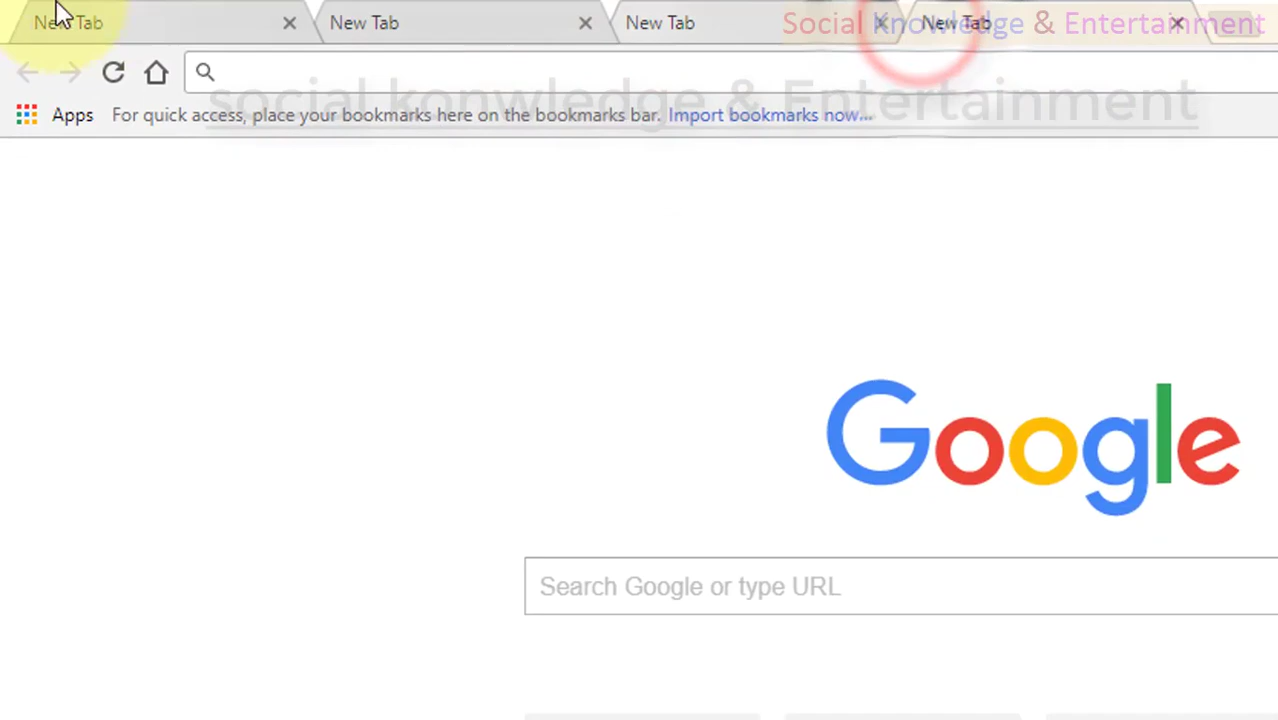 New Tab New Tab New Tab New Tab
Social Knowledge & Entertainment
social konwledge & Entertainment
Apps For quick access, place your bookmarks here on the bookmarks bar. Import bookmarks now...
Google
Search Google or type URL